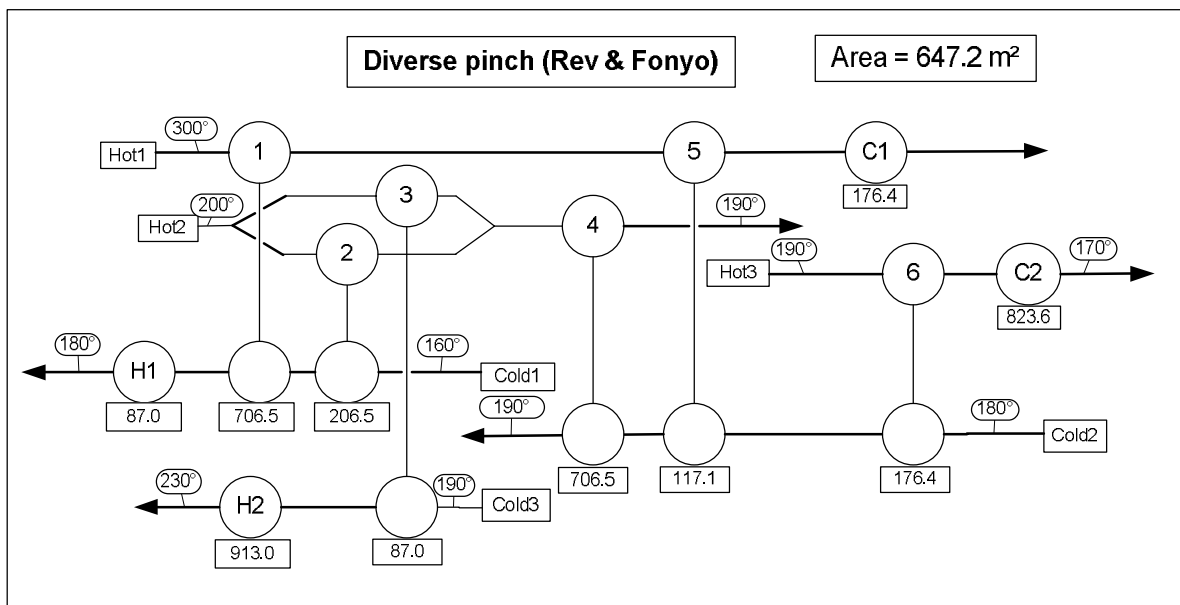 Diverse pinch (Rev & Fonyo)
Area = 647.2 m²
Hot1
300°
1
5
C1
176.4
Hot2
200°
3
2
4
190°
Hot3
190°
6
C2
170°
823.6
180°
H1
160°
Cold1
87.0
706.5
206.5
190°
180°
Cold2
706.5
117.1
176.4
230°
H2
190°
Cold3
913.0
87.0